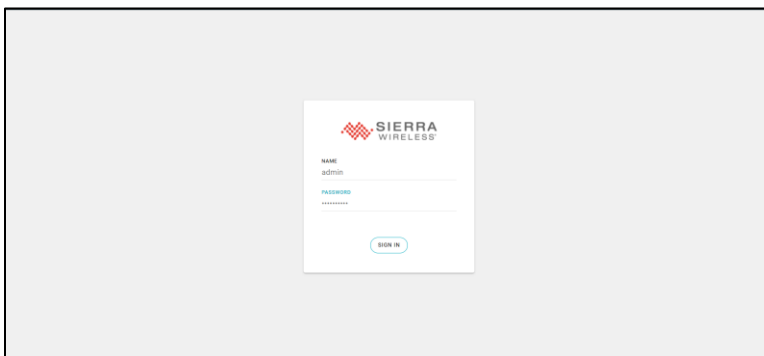 SIERRA
WIRELESS
NAME
admin
PASSWORD
••••••••••
SIGN IN